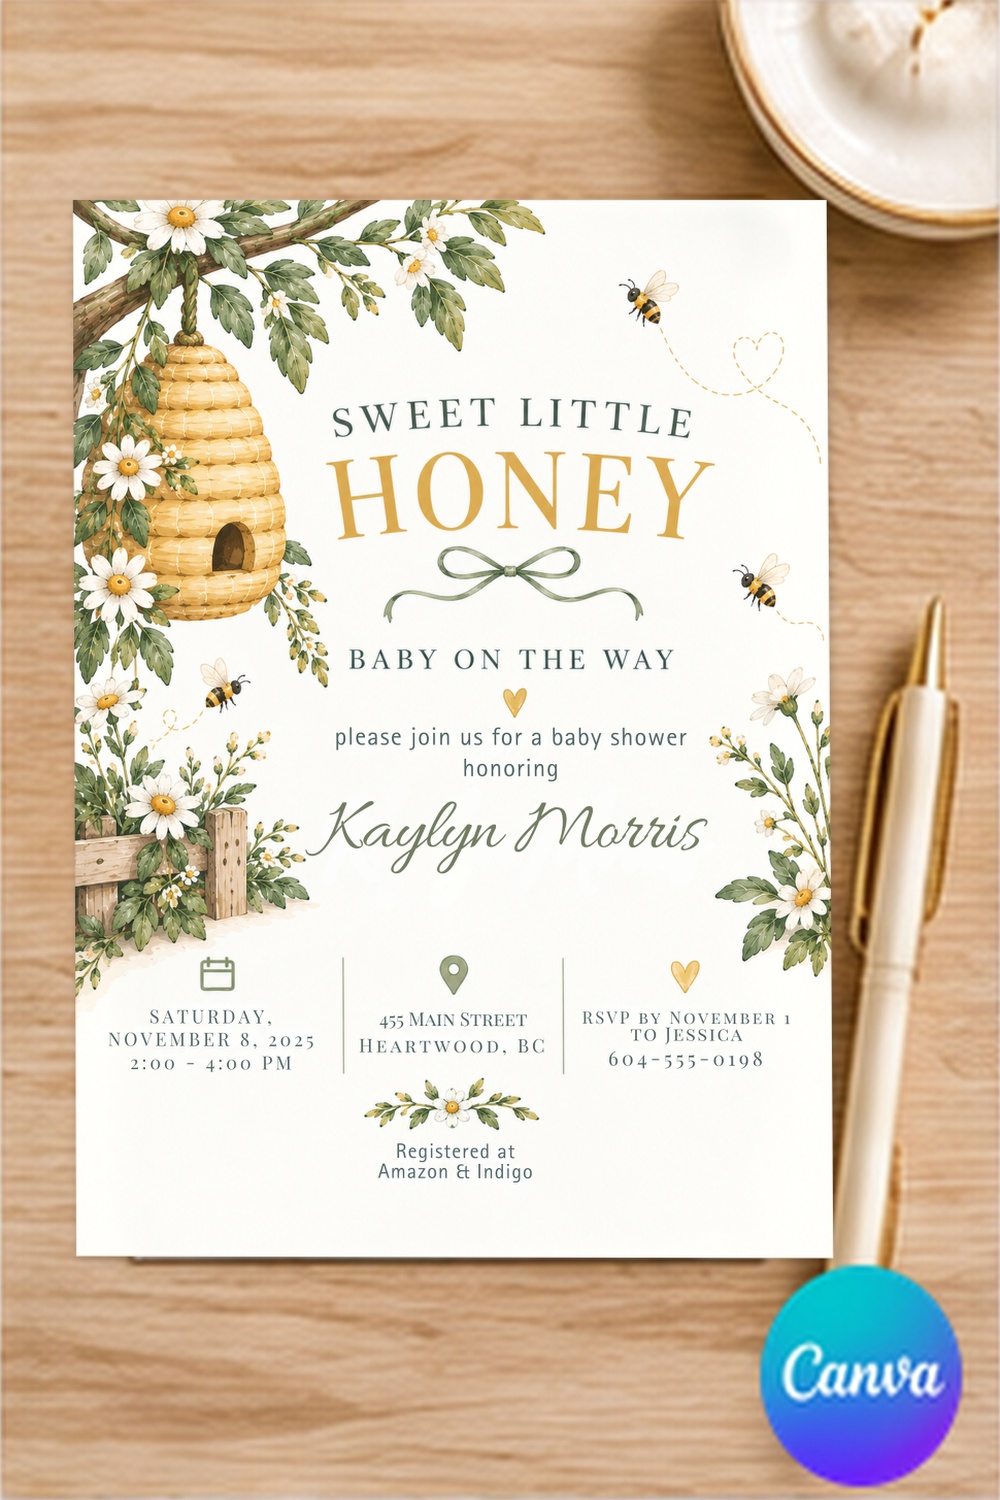 SWEET LITTLE
HONEY
BABY ON THE WAY
please join us for a baby shower
honoring
Kaylyn Morris
SATURDAY,
NOVEMBER 8, 2025
2:00 - 4:00 PM
455 Main Street
Heartwood, BC
RSVP by November 1
to Jessica
604-555-0198
Registered at
Amazon & Indigo
Canva